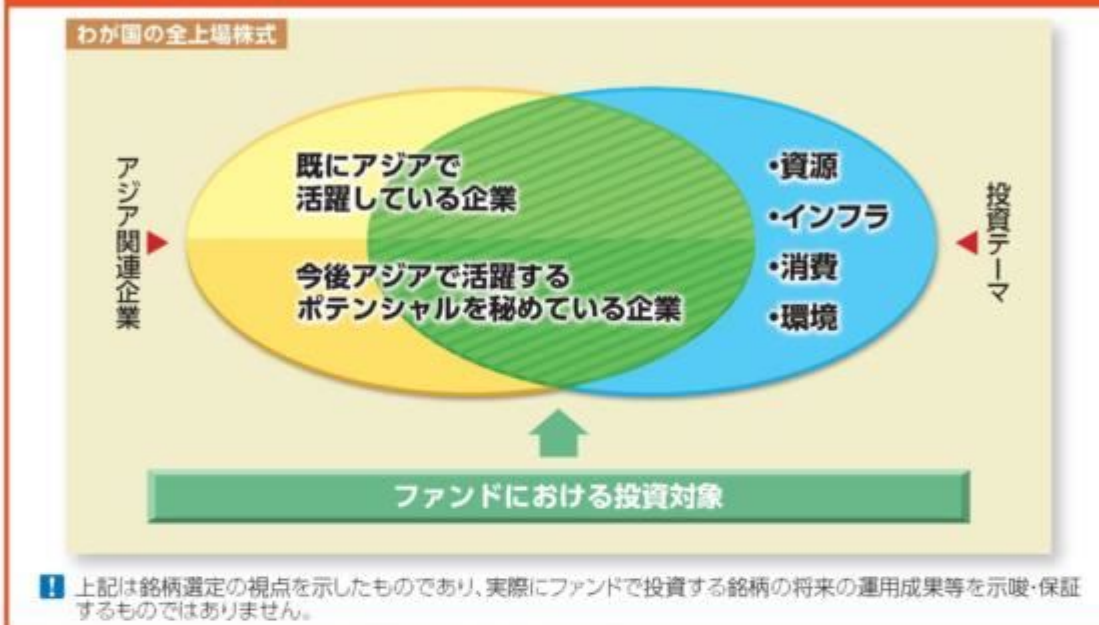 わが国の全上場株式
アジア関連企業
既にアジアで
活躍している企業
今後アジアで活躍する
ポテンシャルを秘めている企業
・資源
・インフラ
・消費
・環境
投資テーマ
ファンドにおける投資対象
! 上記は銘柄選定の視点を示したものであり、実際にファンドで投資する銘柄の将来の運用成果等を示唆・保証
するものではありません。